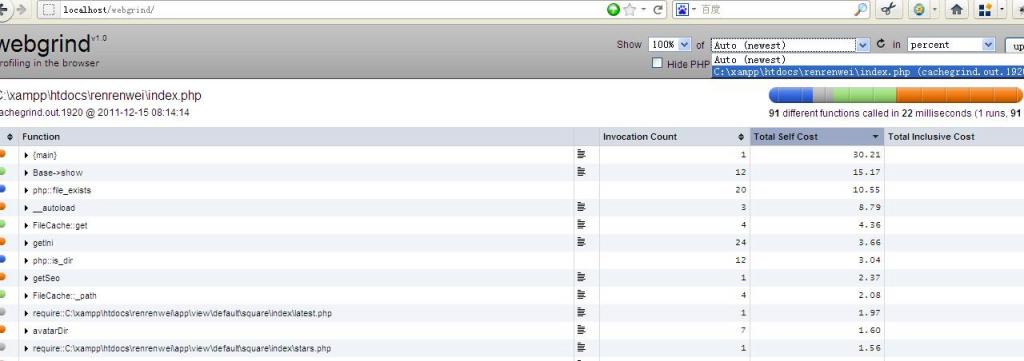 localhost/webgrind/
百度
webgrind v1.0
profiling in the browser
Show 100% of Auto (newest) in percent up
Hide PHP
Auto (newest)
C:\xampp\htdocs\renrenwei\index.php (cachegrind.out.1920
C:\xampp\htdocs\renrenwei\index.php
cachegrind.out.1920 @ 2011-12-15 08:14:14
91 different functions called in 22 milliseconds (1 runs, 91
Function Invocation Count Total Self Cost Total Inclusive Cost
{main} 1 30.21
Base->show 12 15.17
php::file_exists 20 10.55
__autoload 3 8.79
FileCache::get 4 4.36
getIni 24 3.66
php::is_dir 12 3.04
getSeo 1 2.37
FileCache::_path 4 2.08
require::C:\xampp\htdocs\renrenwei\app\view\default\square\index\latest.php 1 1.97
avatarDir 7 1.60
require::C:\xampp\htdocs\renrenwei\app\view\default\square\index\stars.php 1 1.56